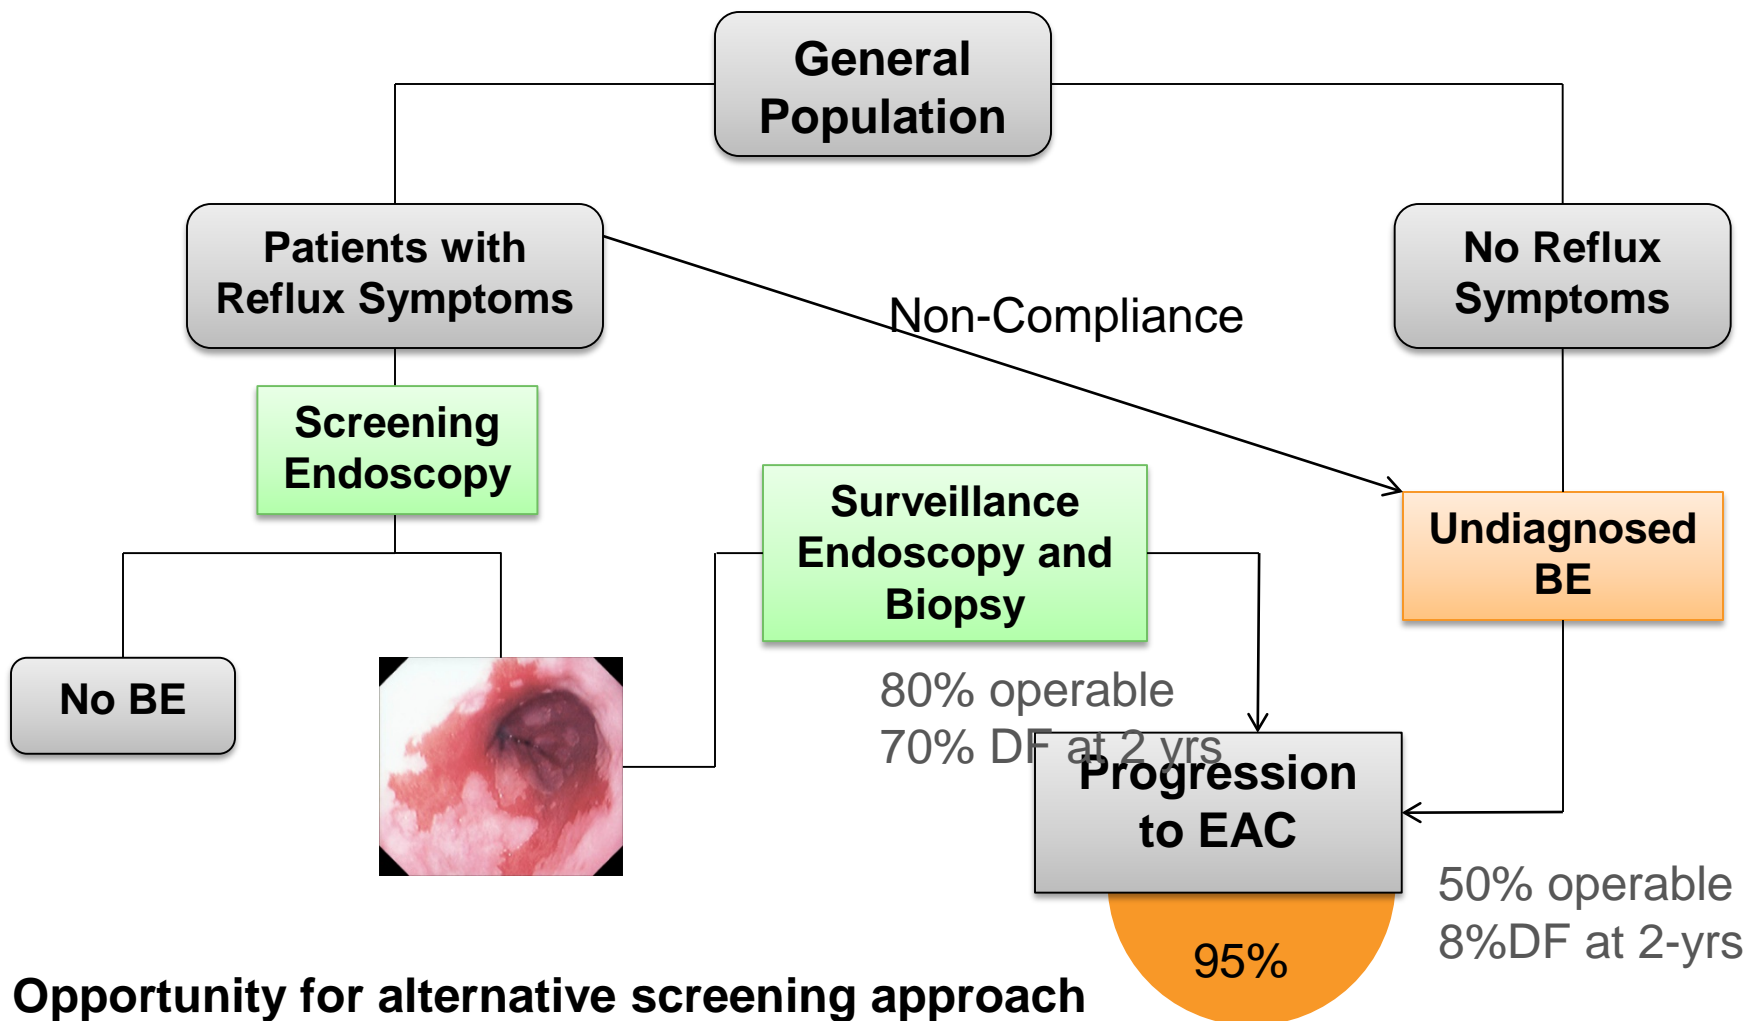 General
Population
Patients with
Reflux Symptoms
No Reflux
Symptoms
Non-Compliance
Screening
Endoscopy
Surveillance
Endoscopy and
Biopsy
Undiagnosed
BE
No BE
80% operable
70% DF at 2 yrs
Progression
to EAC
50% operable
8%DF at 2-yrs
95%
Opportunity for alternative screening approach